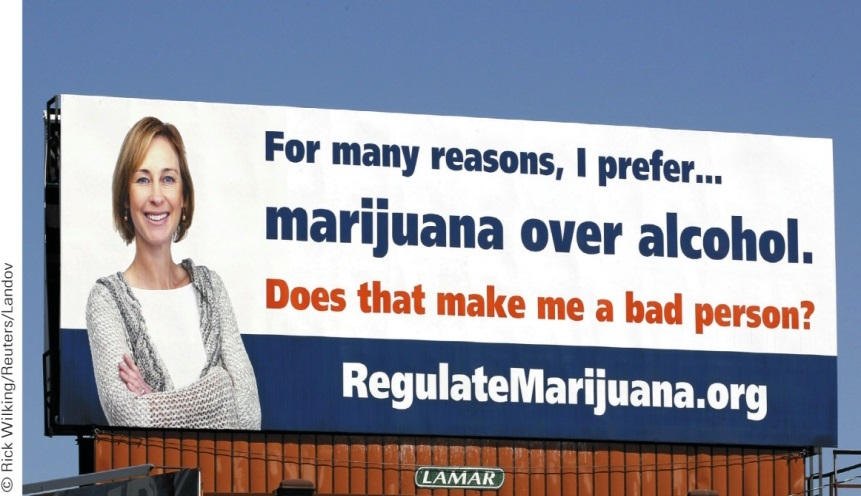 For many reasons, I prefer...
marijuana over alcohol.
Does that make me a bad person?
RegulateMarijuana.org
LAMAR
© Rick Wilking/Reuters/Landov